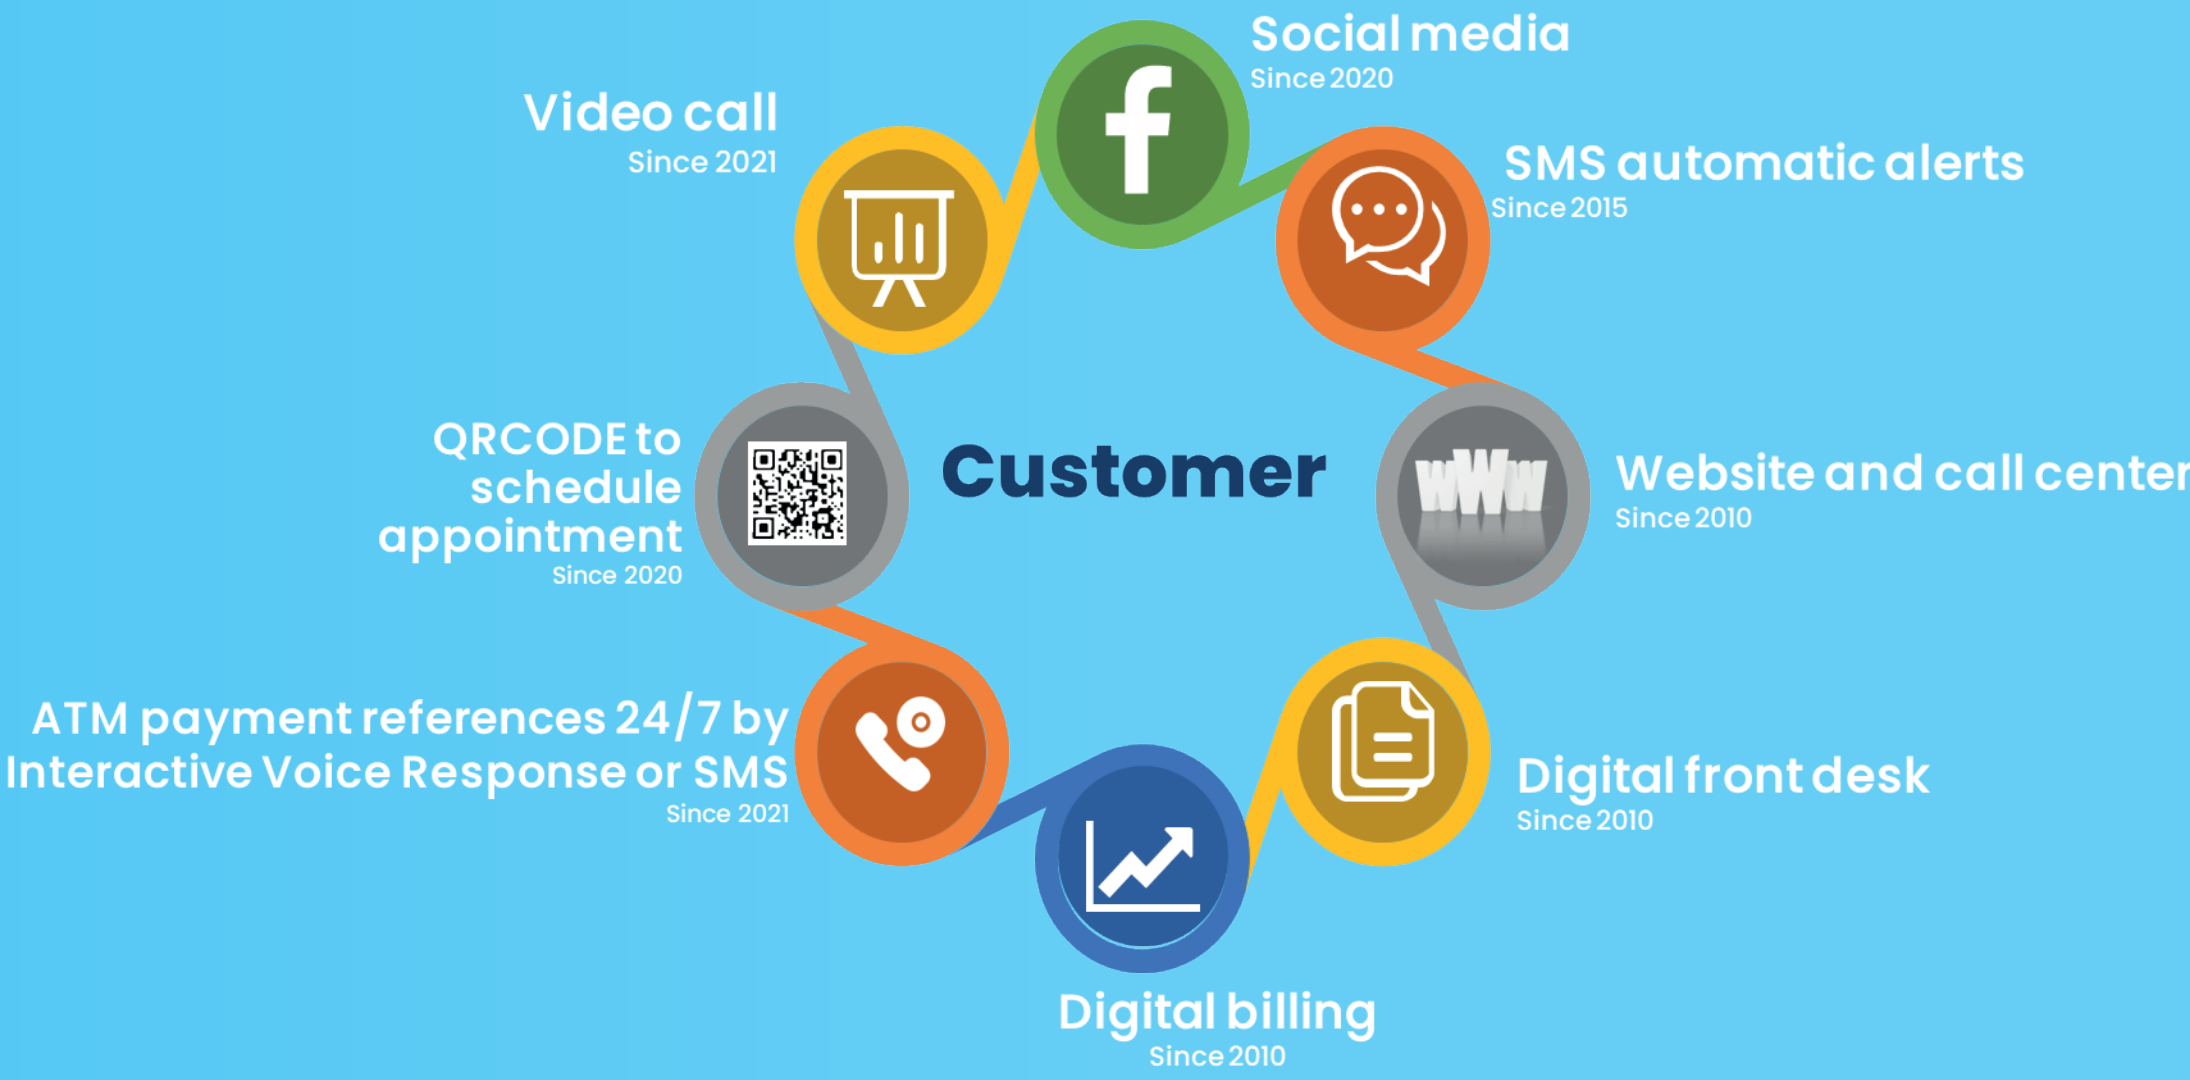 Social media
Since 2020
Video call
Since 2021
SMS automatic alerts
Since 2015
QRCODE to
schedule
appointment
Since 2020
Customer
www
Website and call center
Since 2010
ATM payment references 24/7 by
Interactive Voice Response or SMS
Since 2021
Digital front desk
Since 2010
Digital billing
Since 2010